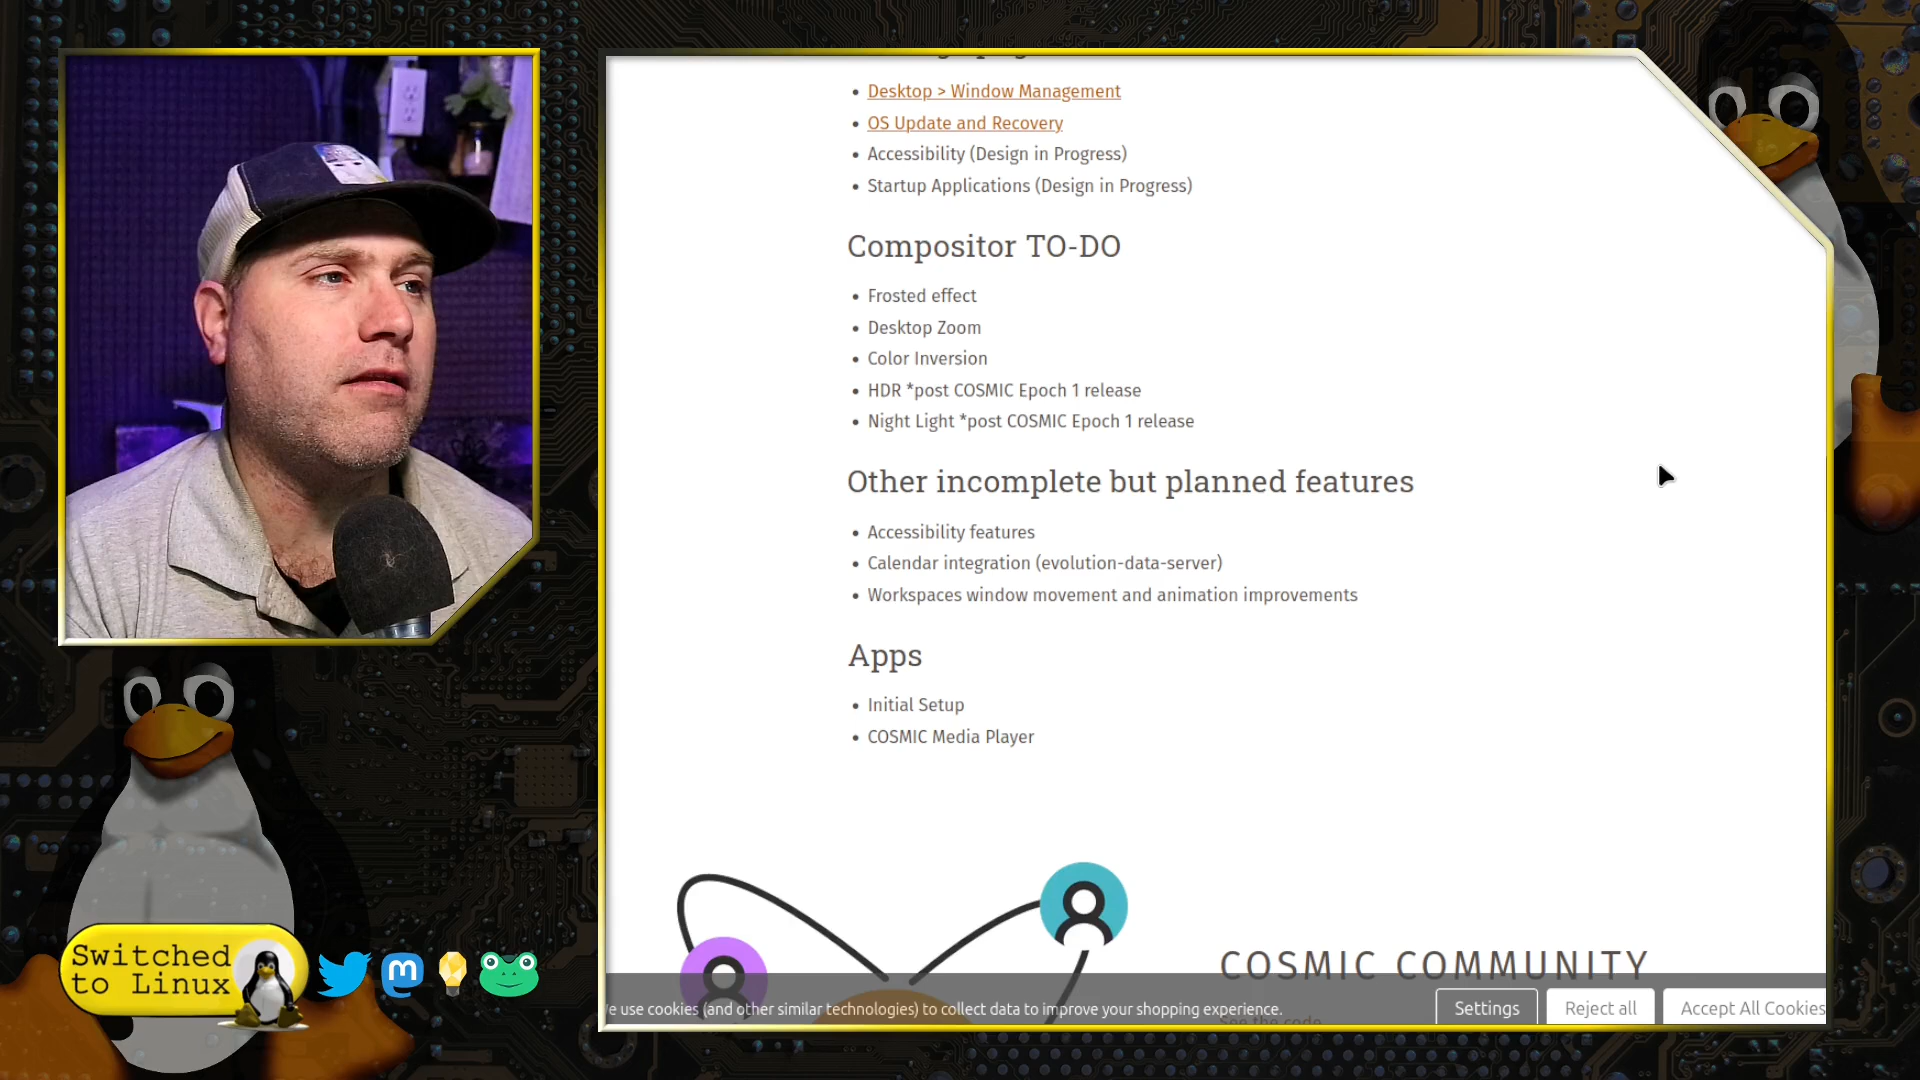 Desktop > Window Management
OS Update and Recovery
Accessibility (Design in Progress)
Startup Applications (Design in Progress)
Compositor TO-DO
Frosted effect
Desktop Zoom
Color Inversion
HDR *post COSMIC Epoch 1 release
Night Light *post COSMIC Epoch 1 release
Other incomplete but planned features
Accessibility features
Calendar integration (evolution-data-server)
Workspaces window movement and animation improvements
Apps
Initial Setup
COSMIC Media Player
COSMIC COMMUNITY
See the code
e use cookies (and other similar technologies) to collect data to improve your shopping experience.
Settings
Reject all
Accept All Cookies
Switched
to Linux
m